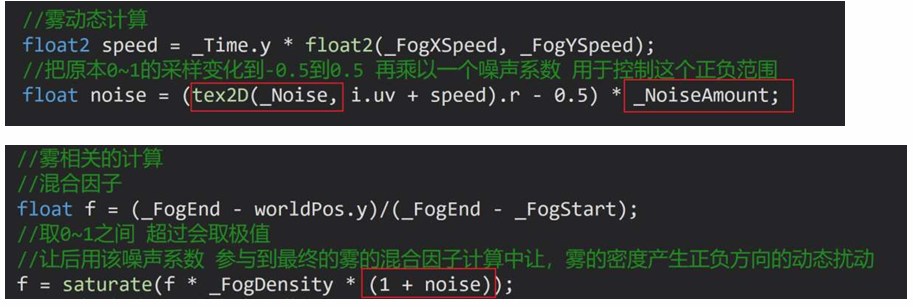 //雾动态计算
float2 speed = _Time.y * float2(_FogXSpeed, _FogYSpeed);
//把原本0~1的采样变化到-0.5到0.5 再乘以一个噪声系数 用于控制这个正负范围
float noise = (tex2D(_Noise, i.uv + speed).r - 0.5) * _NoiseAmount;
//雾相关的计算
//混合因子
float f = (_FogEnd - worldPos.y)/(_FogEnd - _FogStart);
//取0~1之间 超过会取极值
//让后用该噪声系数 参与到最终的雾的混合因子计算中让，雾的密度产生正负方向的动态扰动
f = saturate(f * _FogDensity * (1 + noise));